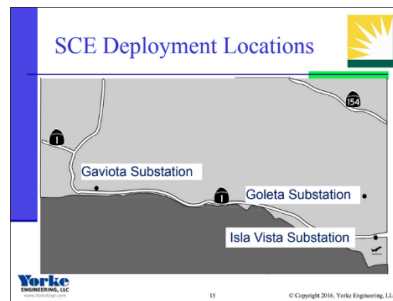 SCE Deployment Locations
154
1
Gaviota Substation
1
Goleta Substation
Isla Vista Substation
Yorke
ENGINEERING, LLC
15
© Copyright 2016, Yorke Engineering, LL